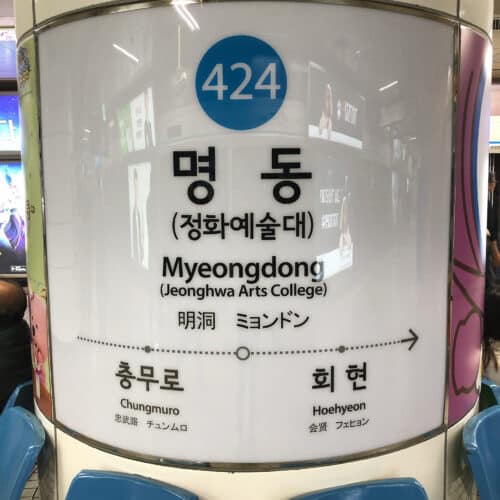 424
명 동
(정화예술대)
Myeongdong
(Jeonghwa Arts College)
明洞 ミョンドン
충무로
Chungmuro
忠武路 チュンムロ
회 현
Hoehyeon
会賢 フェヒョン